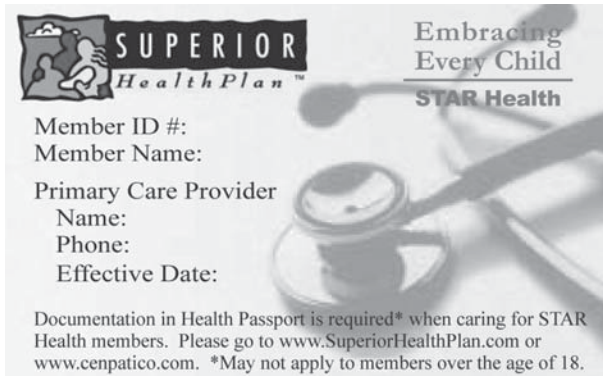 SUPERIOR
HealthPlan ™
Embracing
Every Child
STAR Health
Member ID #:
Member Name:
Primary Care Provider
Name:
Phone:
Effective Date:
Documentation in Health Passport is required* when caring for STAR
Health members. Please go to www.SuperiorHealthPlan.com or
www.cenpatico.com. *May not apply to members over the age of 18.